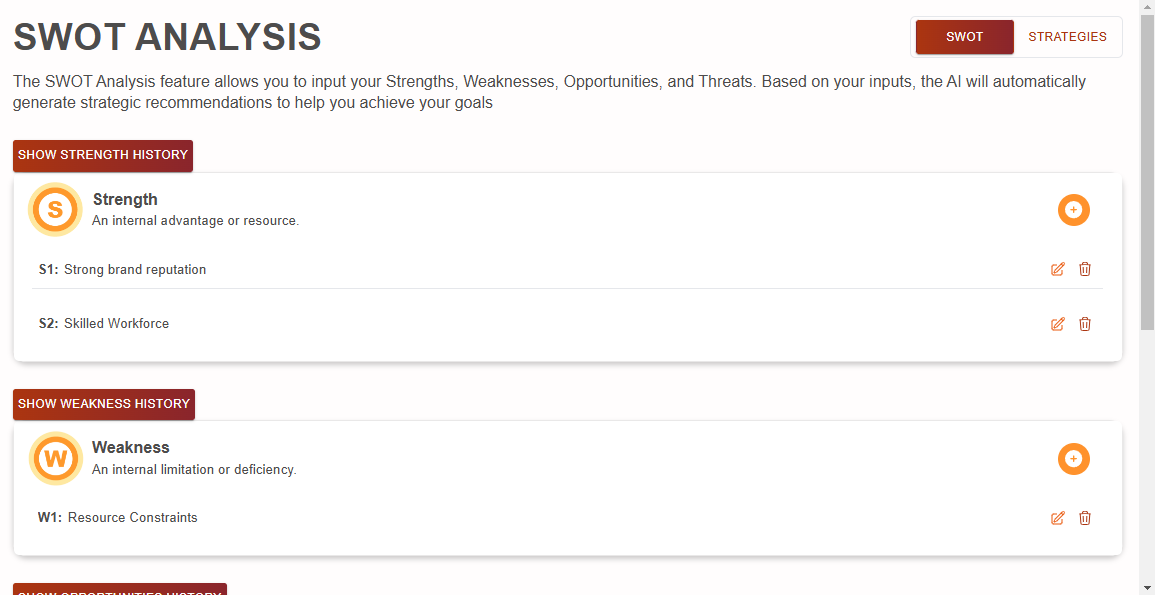 SWOT ANALYSIS
SWOT
STRATEGIES
The SWOT Analysis feature allows you to input your Strengths, Weaknesses, Opportunities, and Threats. Based on your inputs, the AI will automatically
generate strategic recommendations to help you achieve your goals
SHOW STRENGTH HISTORY
S
Strength
An internal advantage or resource.
S1: Strong brand reputation
S2: Skilled Workforce
SHOW WEAKNESS HISTORY
W
Weakness
An internal limitation or deficiency.
W1: Resource Constraints
SHOW OPPORTUNITIES HISTORY